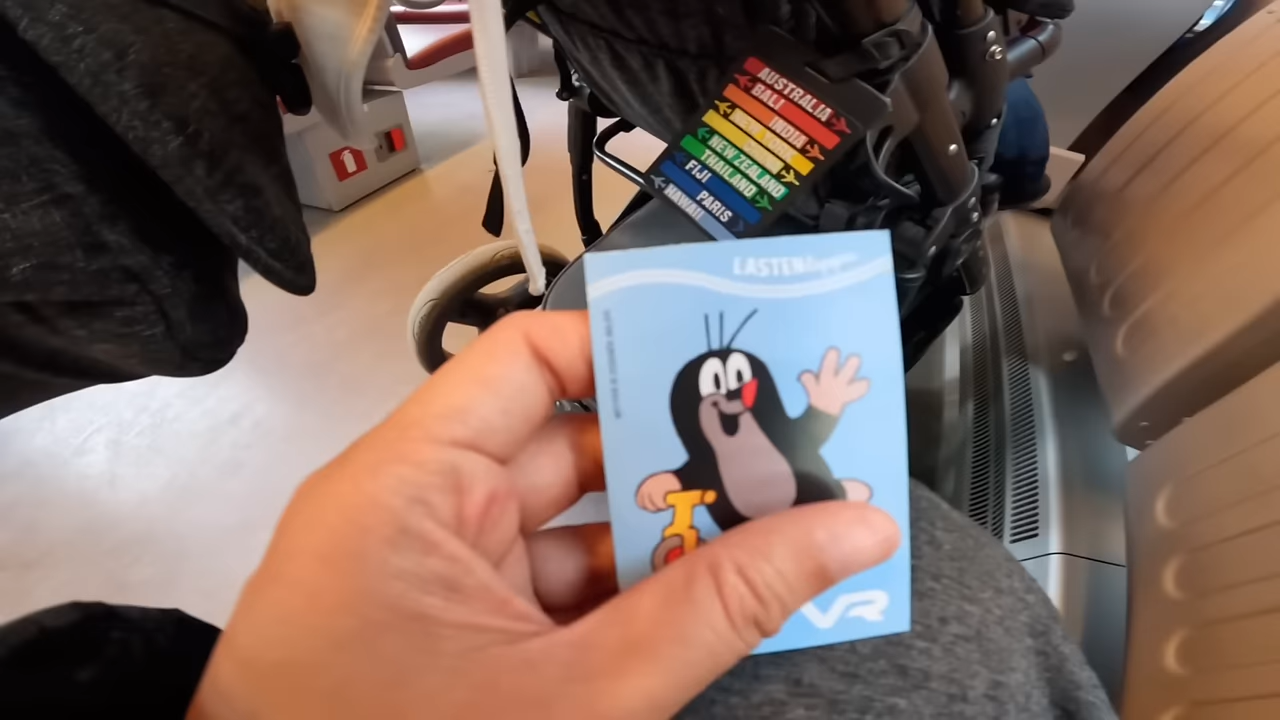 AUSTRALIA
BALI
INDIA
NEW ZEALAND
THAILAND
FIJI
PARIS
HAWAII
LASTEN
VR